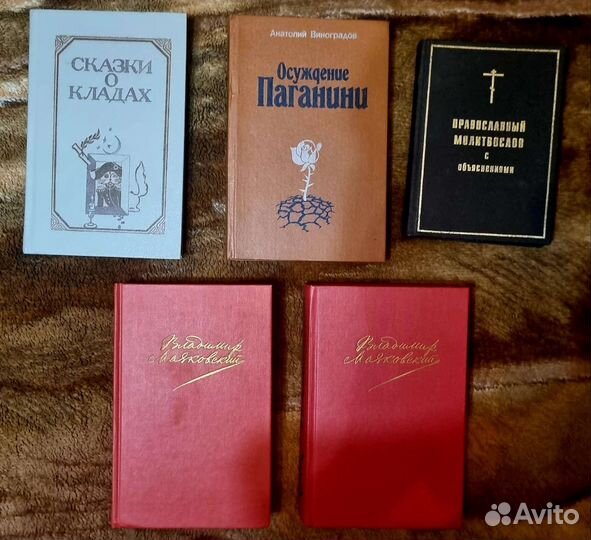 СКАЗКИ
О
КЛАДАХ
Анатолий Виноградов
Осуждение
Паганини
ПРАВОСЛАВНЫЙ
МОЛИТВОСЛОВ
с
объяснениями
Владимир
Маяковский
Владимир
Маяковский
Avito